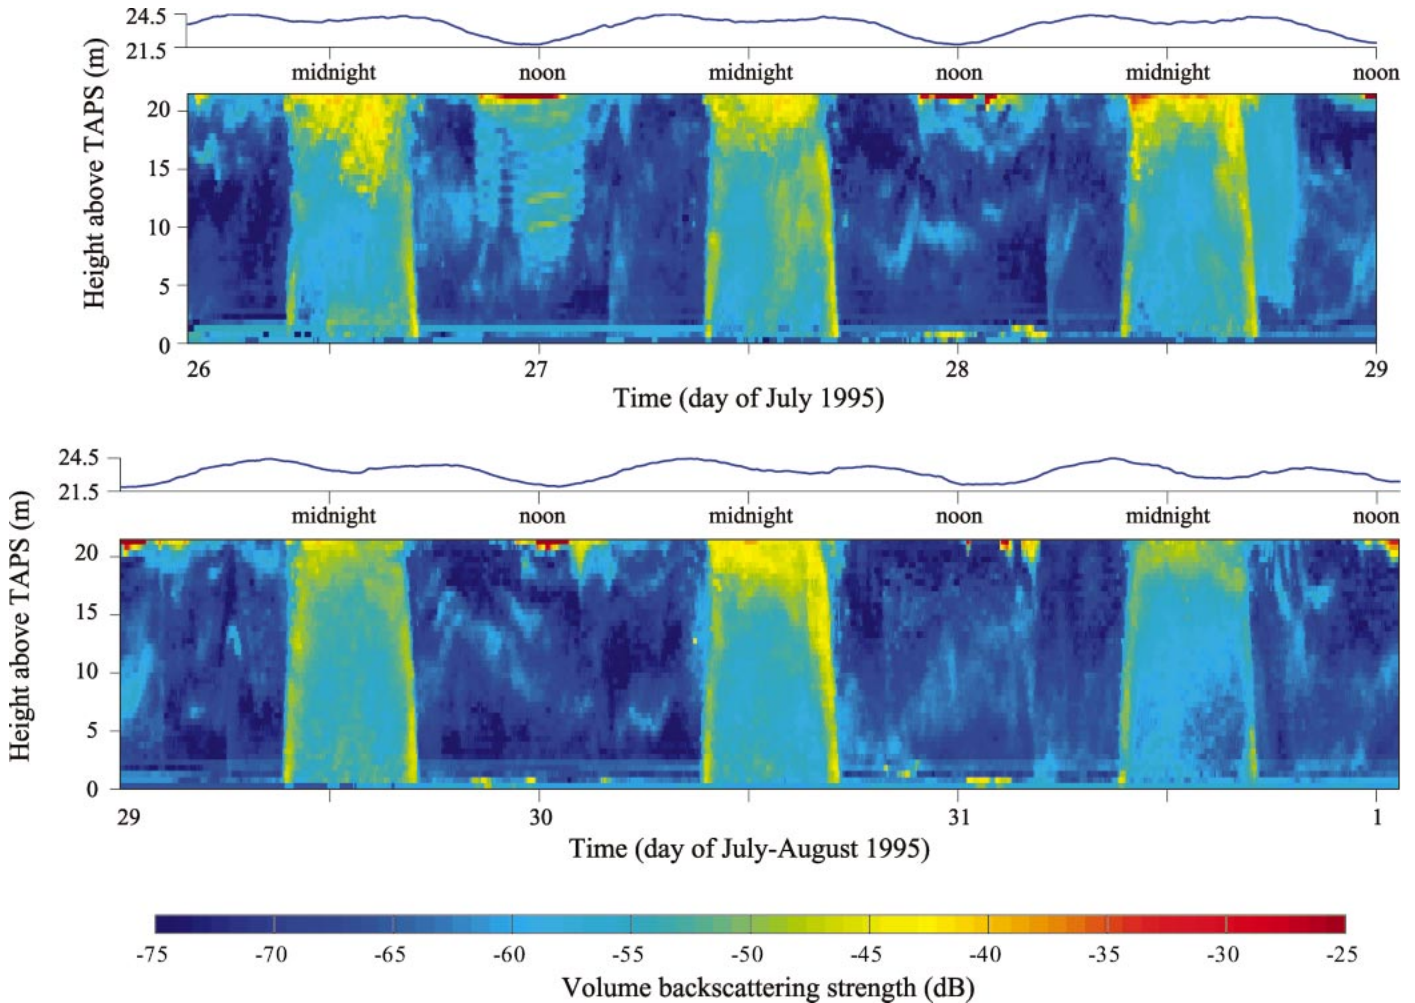 24.5
21.5
midnight noon midnight noon midnight noon
Height above TAPS (m)
20
15
10
5
0
26 27 28 29
Time (day of July 1995)
24.5
21.5
midnight noon midnight noon midnight noon
Height above TAPS (m)
20
15
10
5
0
29 30 31 1
Time (day of July-August 1995)
-75 -70 -65 -60 -55 -50 -45 -40 -35 -30 -25
Volume backscattering strength (dB)